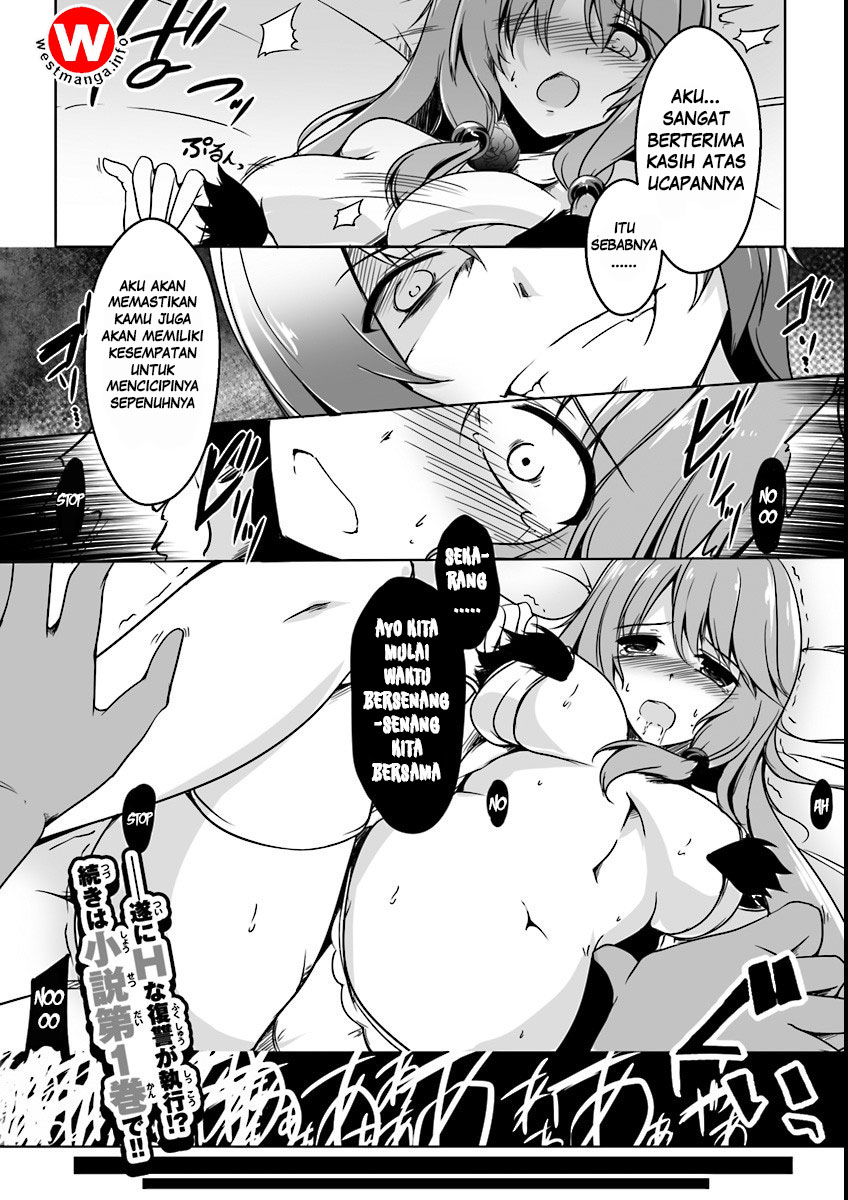 W
westmanga.info
ば
ぷるんっ
AKU...
SANGAT
BERTERIMA
KASIH ATAS
UCAPANNYA
ITU
SEBABNYA
......
AKU AKAN
MEMASTIKAN
KAMU JUGA
AKAN MEMILIKI
KESEMPATAN
UNTUK
MENCICIPINYA
SEPENUHNYA
STOP
NO
OO
SEKA-
RANG
......
AYO KITA
MULAI
WAKTU
BERSENANG
-SENANG
KITA
BERSAMA
NO
AH
STOP
NOO
OO
——遂にHな復讐が執行!?
続きは小説第1巻で!!